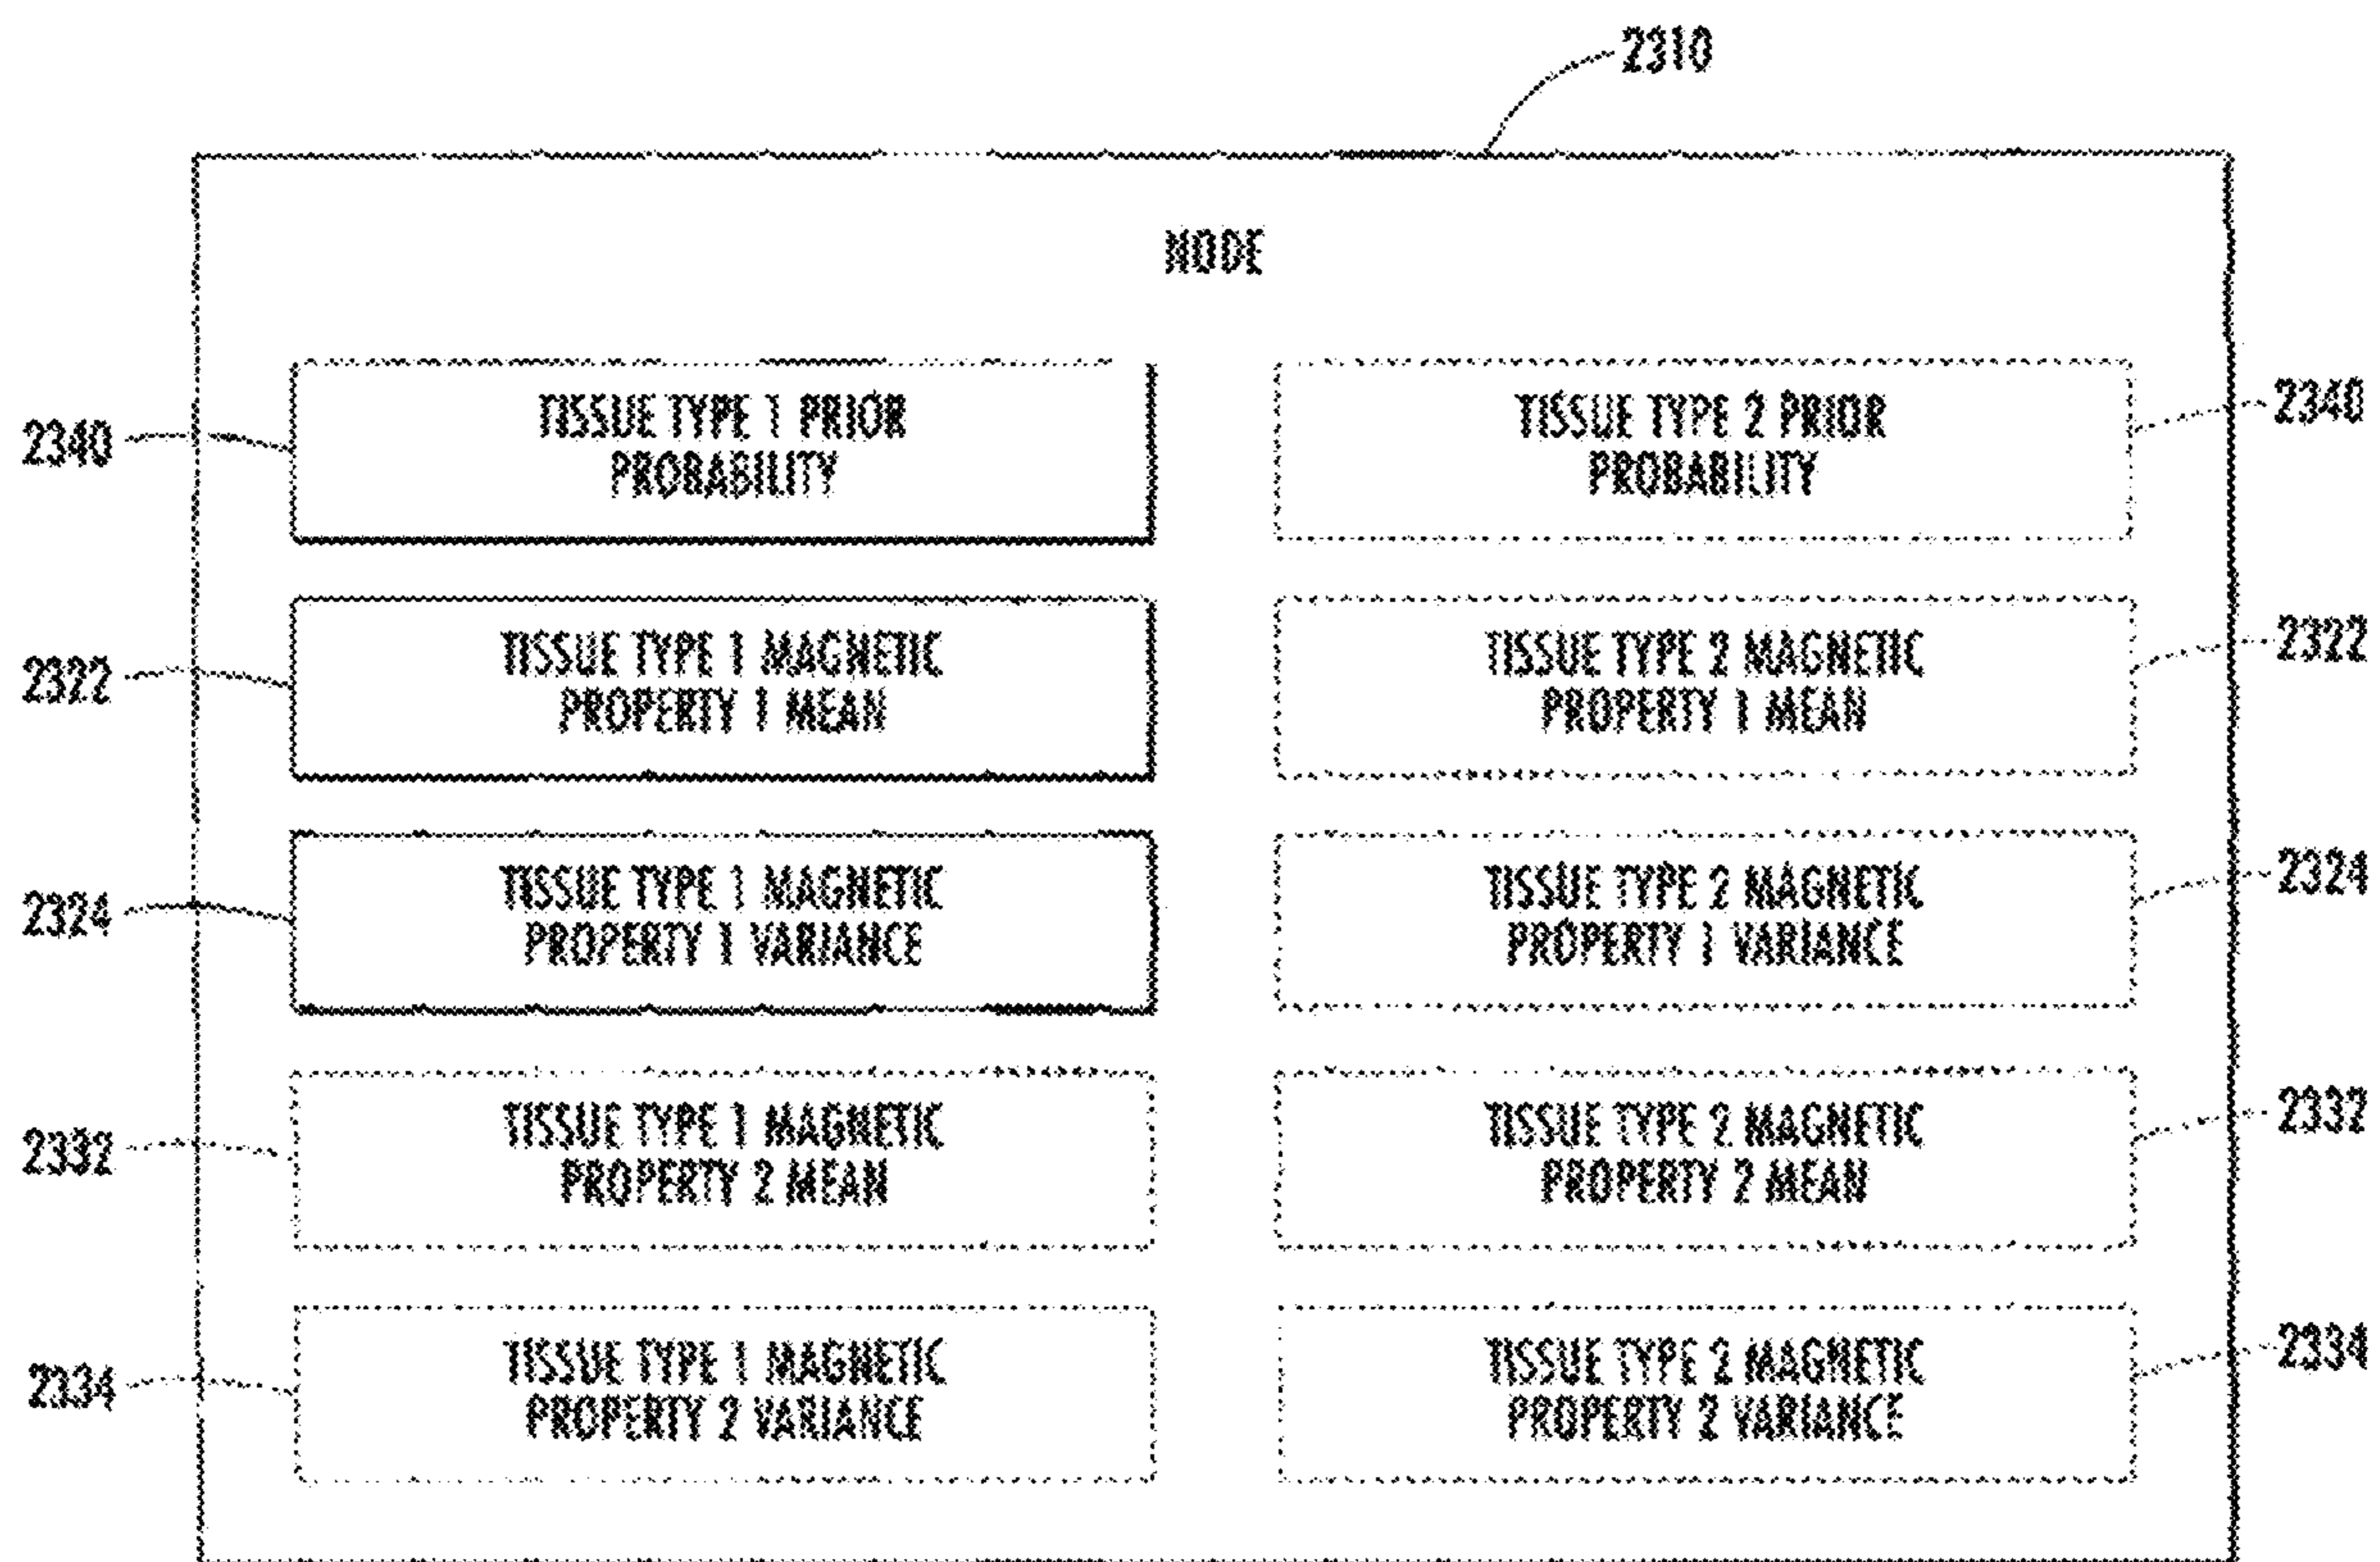 2310
NODE
2340
TISSUE TYPE 1 PRIOR
PROBABILITY
TISSUE TYPE 2 PRIOR
PROBABILITY
2340
2322
TISSUE TYPE 1 MAGNETIC
PROPERTY 1 MEAN
TISSUE TYPE 2 MAGNETIC
PROPERTY 1 MEAN
2322
2324
TISSUE TYPE 1 MAGNETIC
PROPERTY 1 VARIANCE
TISSUE TYPE 2 MAGNETIC
PROPERTY 1 VARIANCE
2324
2332
TISSUE TYPE 1 MAGNETIC
PROPERTY 2 MEAN
TISSUE TYPE 2 MAGNETIC
PROPERTY 2 MEAN
2332
2334
TISSUE TYPE 1 MAGNETIC
PROPERTY 2 VARIANCE
TISSUE TYPE 2 MAGNETIC
PROPERTY 2 VARIANCE
2334